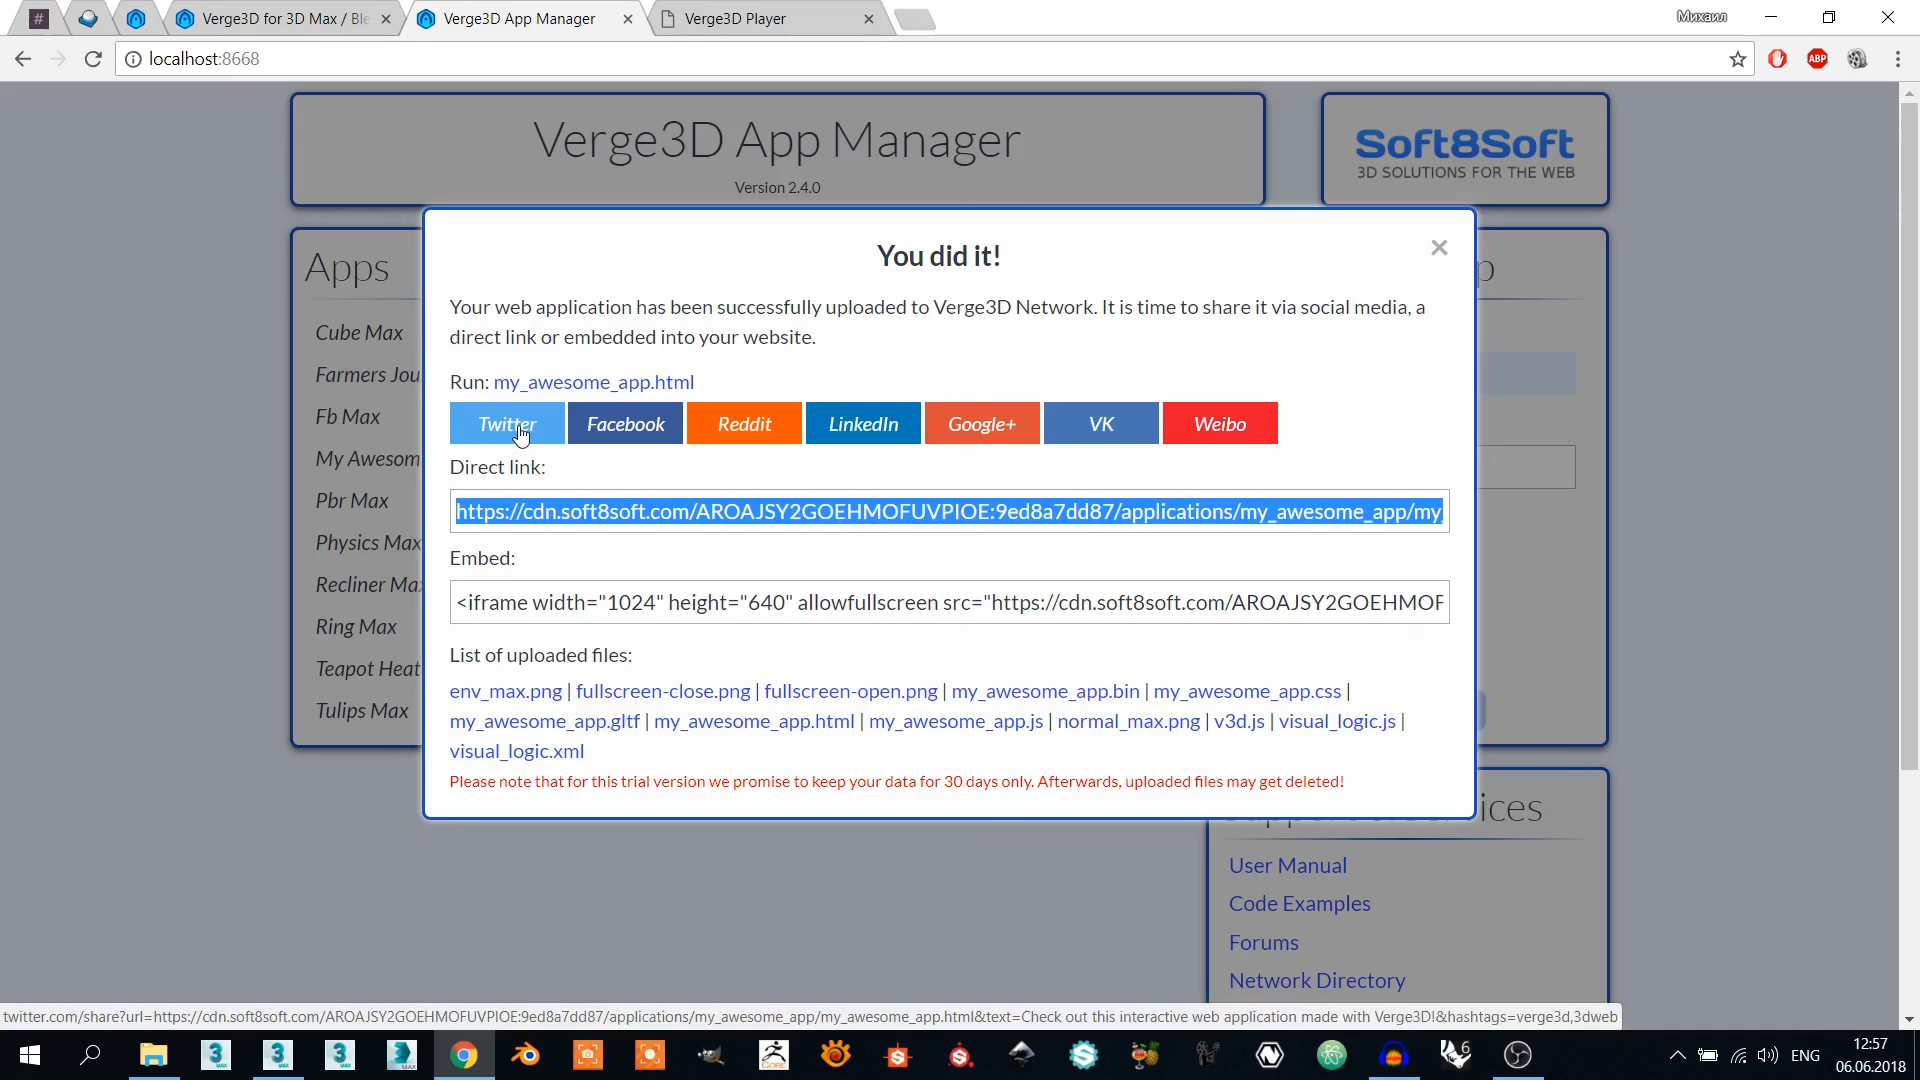 Verge3D for 3D Max / Ble
Verge3D App Manager
Verge3D Player
Михаил
localhost:8668
ABP
Verge3D App Manager
Version 2.4.0
Soft8Soft
3D SOLUTIONS FOR THE WEB
Apps
Cube Max
Farmers Jou
Fb Max
My Awesom
Pbr Max
Physics Max
Recliner Max
Ring Max
Teapot Heat
Tulips Max
You did it!
Your web application has been successfully uploaded to Verge3D Network. It is time to share it via social media, a
direct link or embedded into your website.
Run: my_awesome_app.html
Twitter Facebook Reddit LinkedIn Google+ VK Weibo
Direct link:
https://cdn.soft8soft.com/AROAJSY2GOEHMOFUVPIOE:9ed8a7dd87/applications/my_awesome_app/my_
Embed:
<iframe width="1024" height="640" allowfullscreen src="https://cdn.soft8soft.com/AROAJSY2GOEHMOF
List of uploaded files:
env_max.png | fullscreen-close.png | fullscreen-open.png | my_awesome_app.bin | my_awesome_app.css |
my_awesome_app.gltf | my_awesome_app.html | my_awesome_app.js | normal_max.png | v3d.js | visual_logic.js |
visual_logic.xml
Please note that for this trial version we promise to keep your data for 30 days only. Afterwards, uploaded files may get deleted!
User Manual
Code Examples
Forums
Network Directory
twitter.com/share?url=https://cdn.soft8soft.com/AROAJSY2GOEHMOFUVPIOE:9ed8a7dd87/applications/my_awesome_app/my_awesome_app.html&text=Check out this interactive web application made with Verge3D!&hashtags=verge3d,3dweb
ENG
12:57
06.06.2018